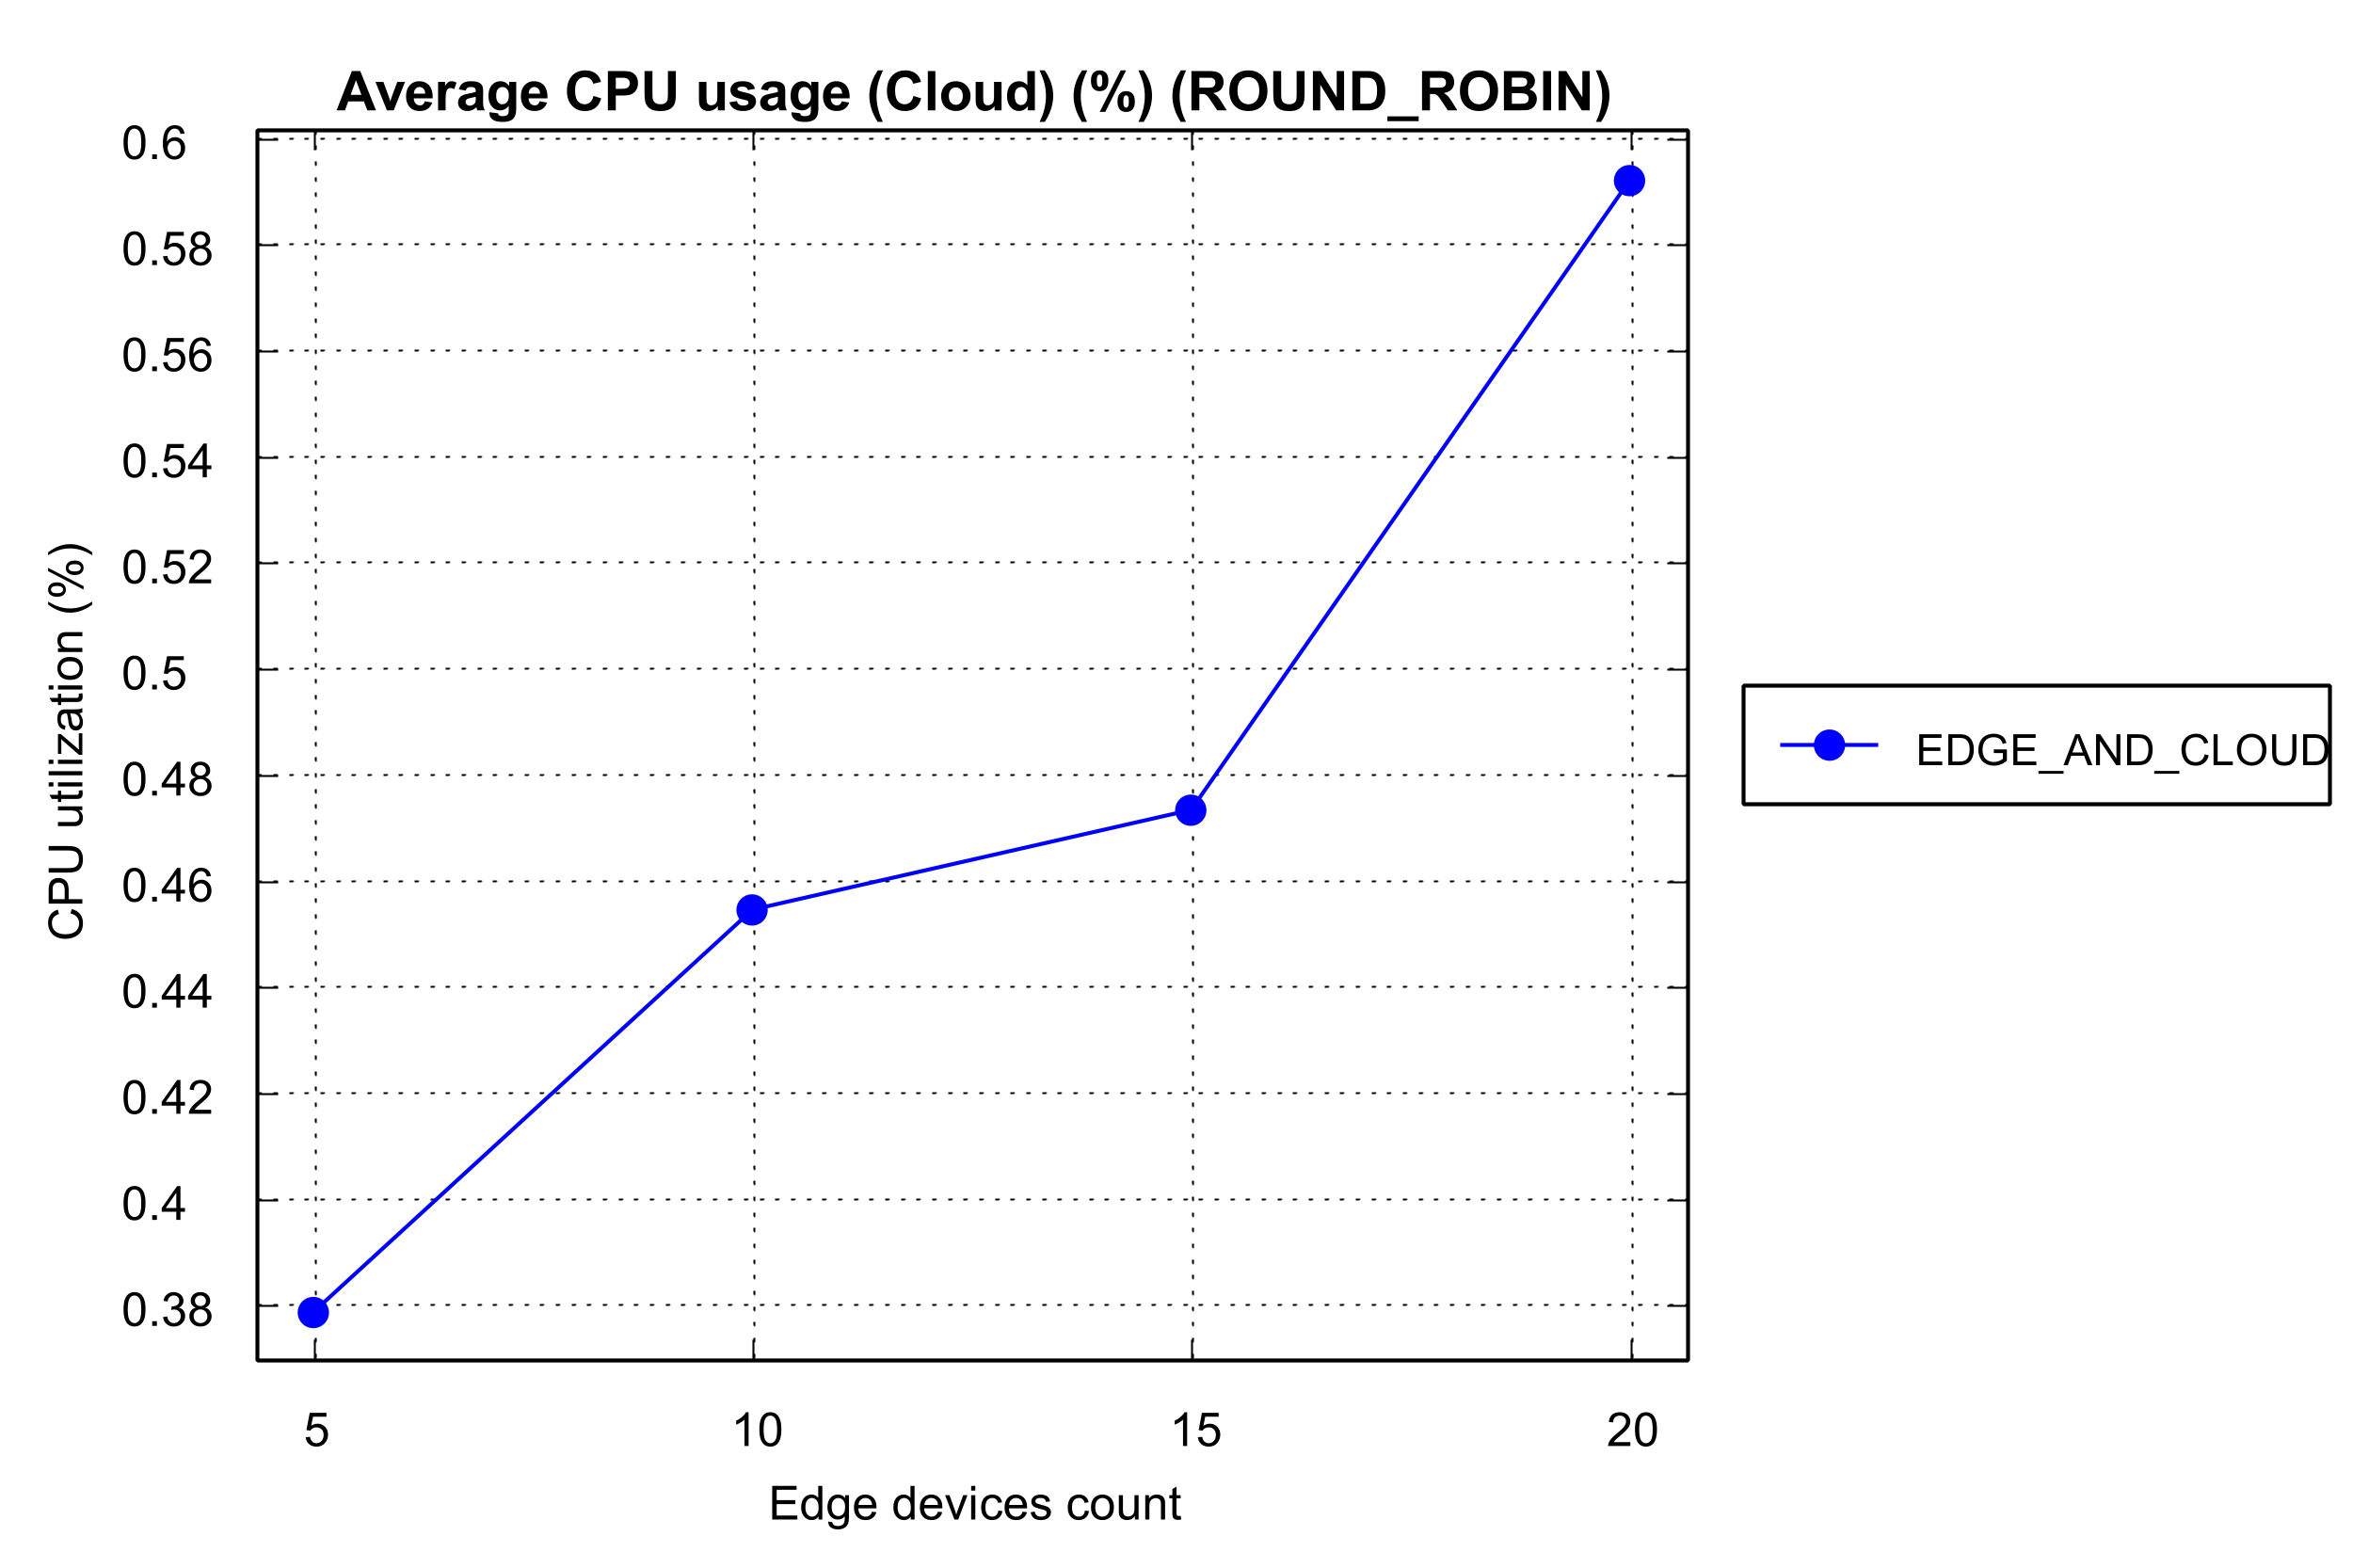 Average CPU usage (Cloud) (%) (ROUND_ROBIN)
0.6
0.58
0.56
0.54
0.52
0.5
0.48
0.46
0.44
0.42
0.4
0.38
CPU utilization (%)
EDGE_AND_CLOUD
5 10 15 20
Edge devices count